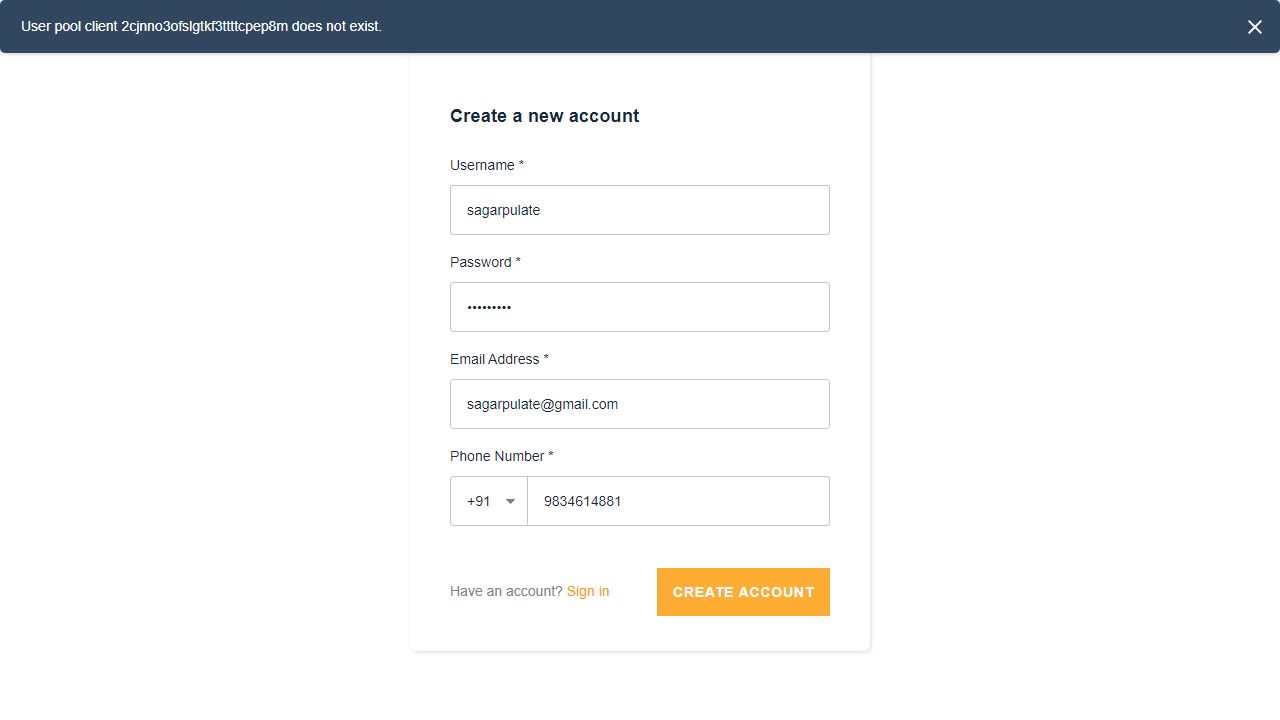 User pool client 2cjnno3ofslgtkf3ttttcpep8m does not exist.
Create a new account
Username *
sagarpulate
Password *
•••••••••
Email Address *
sagarpulate@gmail.com
Phone Number *
+91 9834614881
Have an account? Sign in
CREATE ACCOUNT